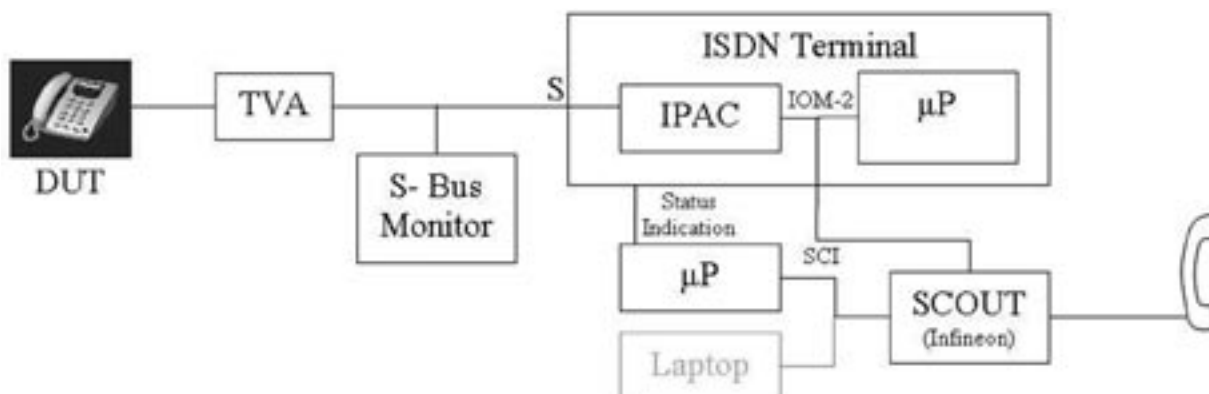 ISDN Terminal
S
TVA
IPAC
IOM-2
µP
DUT
S- Bus
Monitor
Status
Indication
µP
SCI
SCOUT
(Infineon)
Laptop